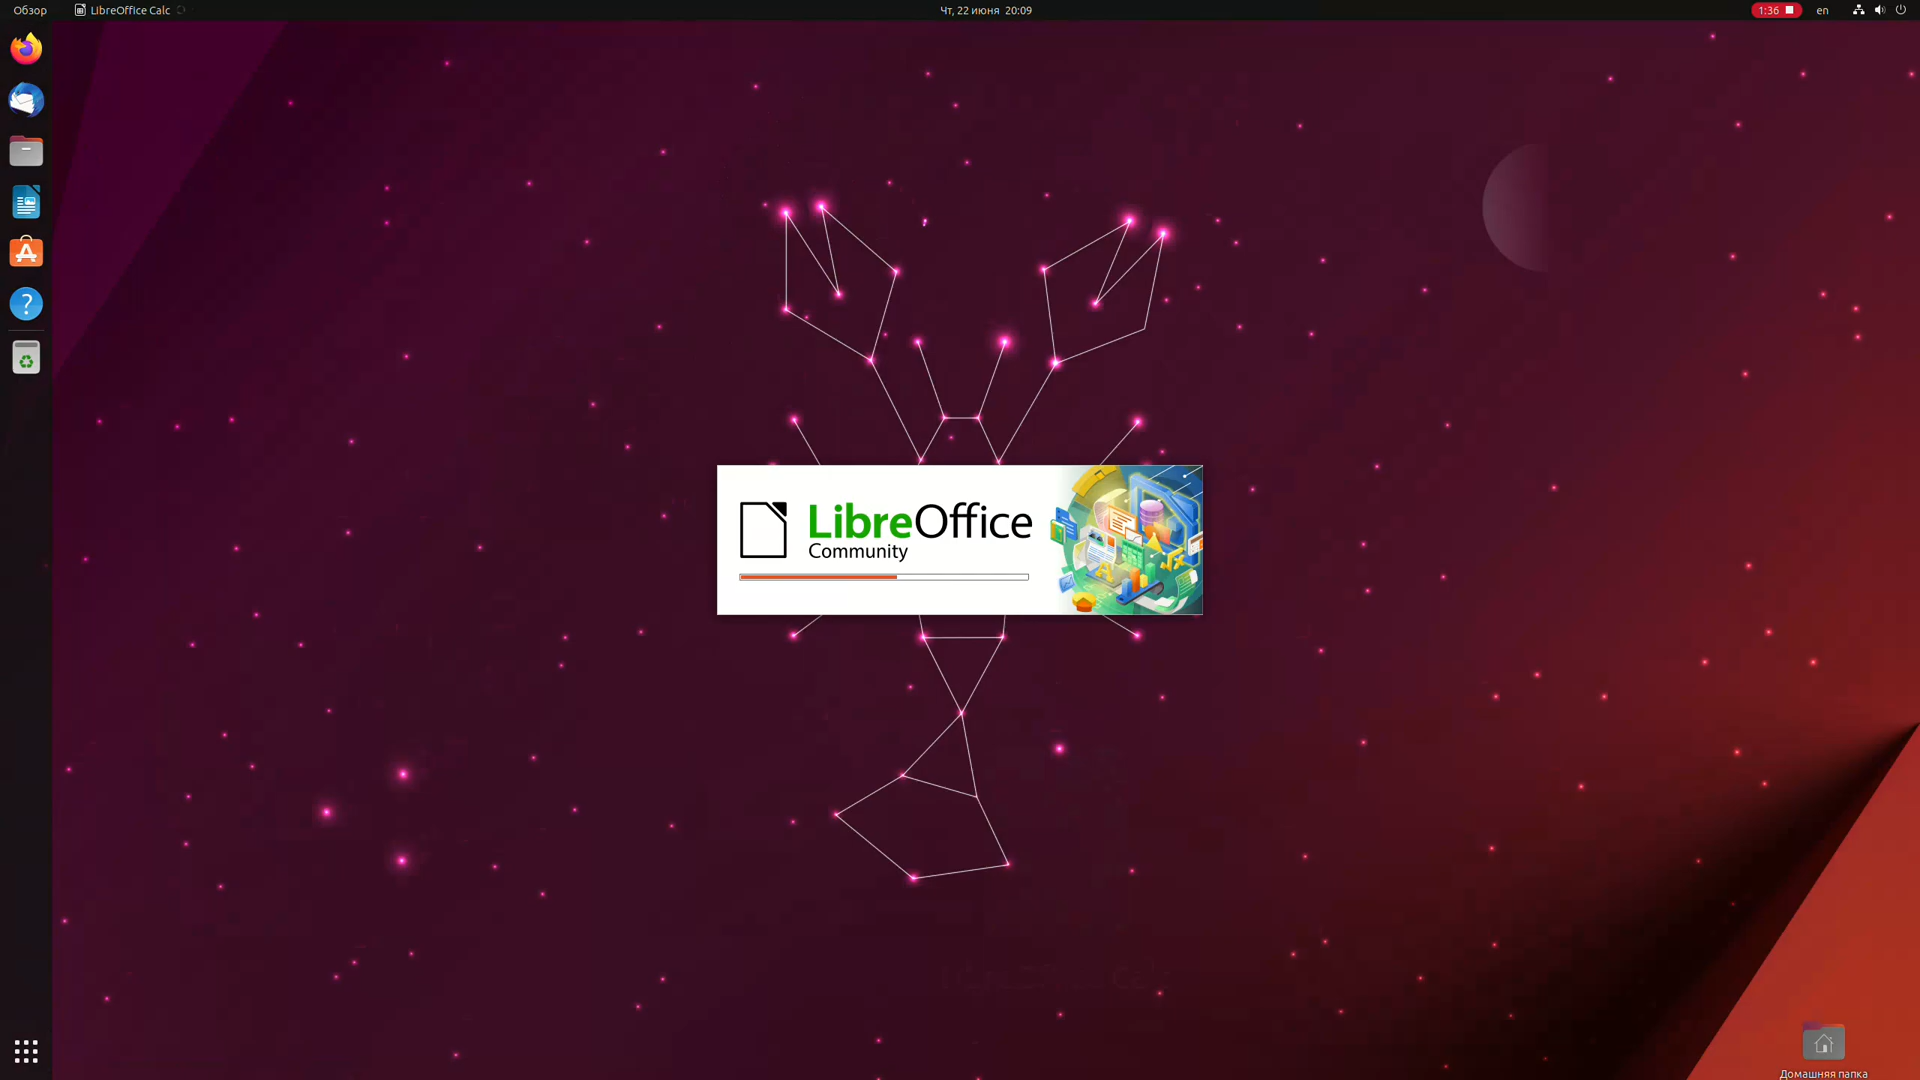 Обзор
LibreOffice Calc
Чт, 22 июня 20:09
1:36
en
LibreOffice
Community
Домашняя папка